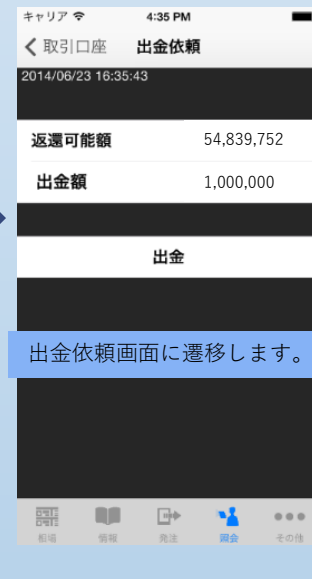 キャリア 4:35 PM
取引口座 出金依頼
2014/06/23 16:35:43
返還可能額 54,839,752
出金額 1,000,000
出金
出金依頼画面に遷移します。
相場 情報 発注 照会 その他